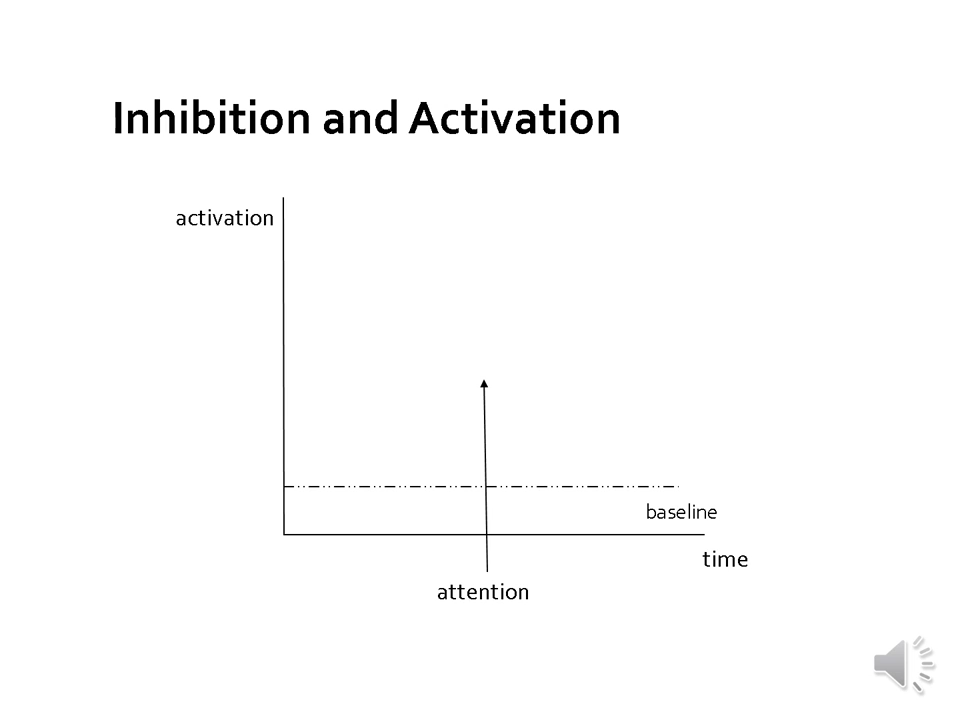 Inhibition and Activation
activation
baseline
time
attention